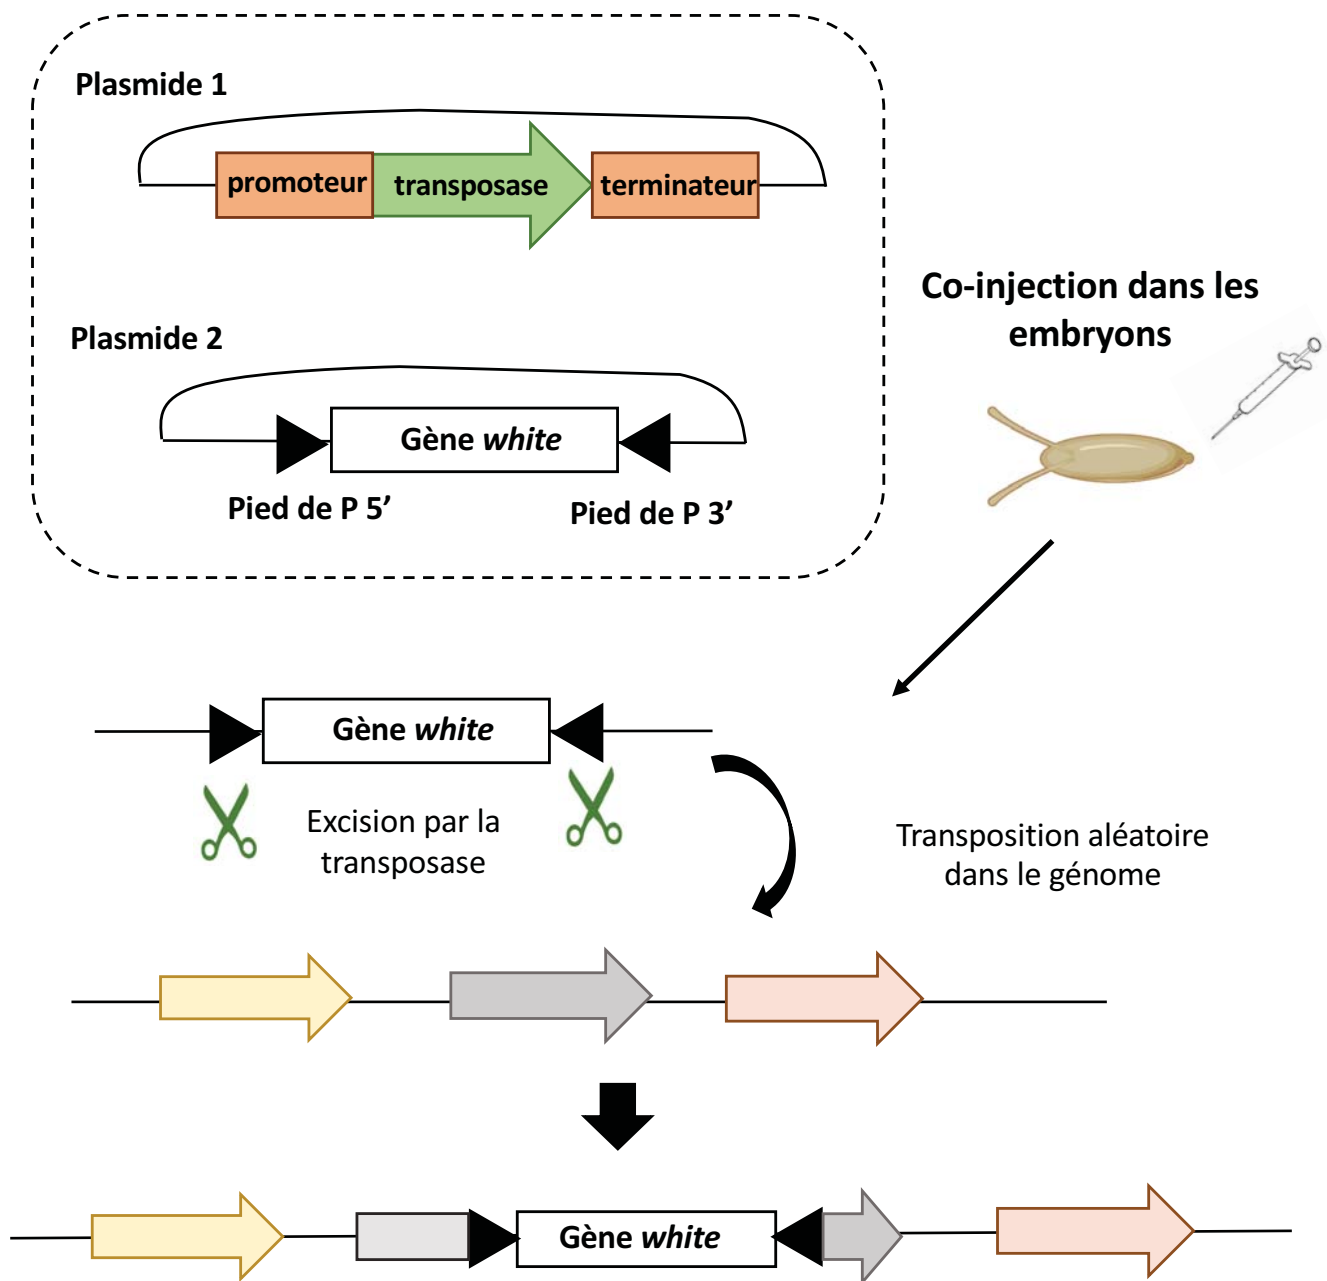 Plasmide 1
promoteur
transposase
terminateur
Co-injection dans les
embryons
Plasmide 2
Gène white
Pied de P 5’
Pied de P 3’
Gène white
Excision par la
transposase
Transposition aléatoire
dans le génome
Gène white